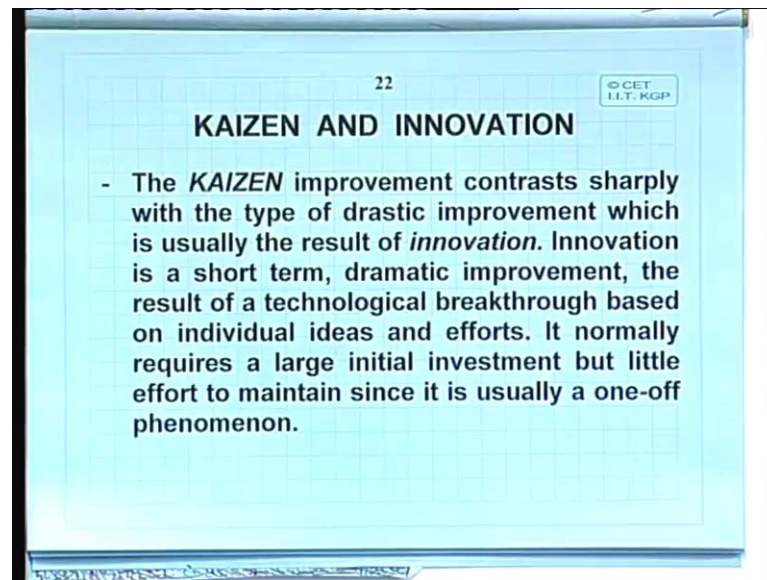 22
© CET
I.I.T. KGP
KAIZEN AND INNOVATION
- The KAIZEN improvement contrasts sharply
with the type of drastic improvement which
is usually the result of innovation. Innovation
is a short term, dramatic improvement, the
result of a technological breakthrough based
on individual ideas and efforts. It normally
requires a large initial investment but little
effort to maintain since it is usually a one-off
phenomenon.